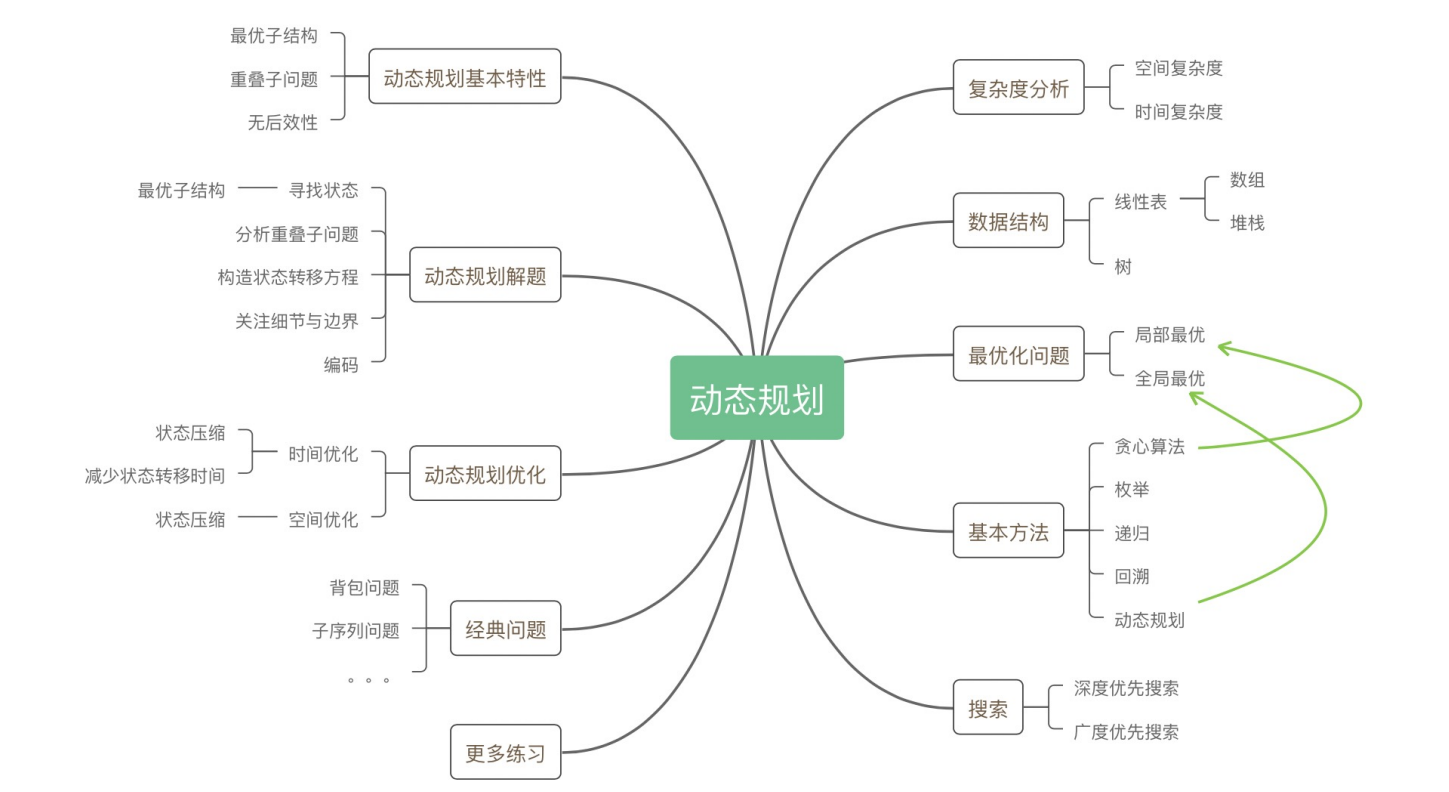 动态规划
复杂度分析
空间复杂度
时间复杂度
数据结构
线性表
数组
堆栈
树
最优化问题
局部最优
全局最优
基本方法
贪心算法
枚举
递归
回溯
动态规划
搜索
深度优先搜索
广度优先搜索
动态规划基本特性
最优子结构
重叠子问题
无后效性
动态规划解题
寻找状态
最优子结构
分析重叠子问题
构造状态转移方程
关注细节与边界
编码
动态规划优化
时间优化
状态压缩
减少状态转移时间
空间优化
状态压缩
经典问题
背包问题
子序列问题
。。。
更多练习